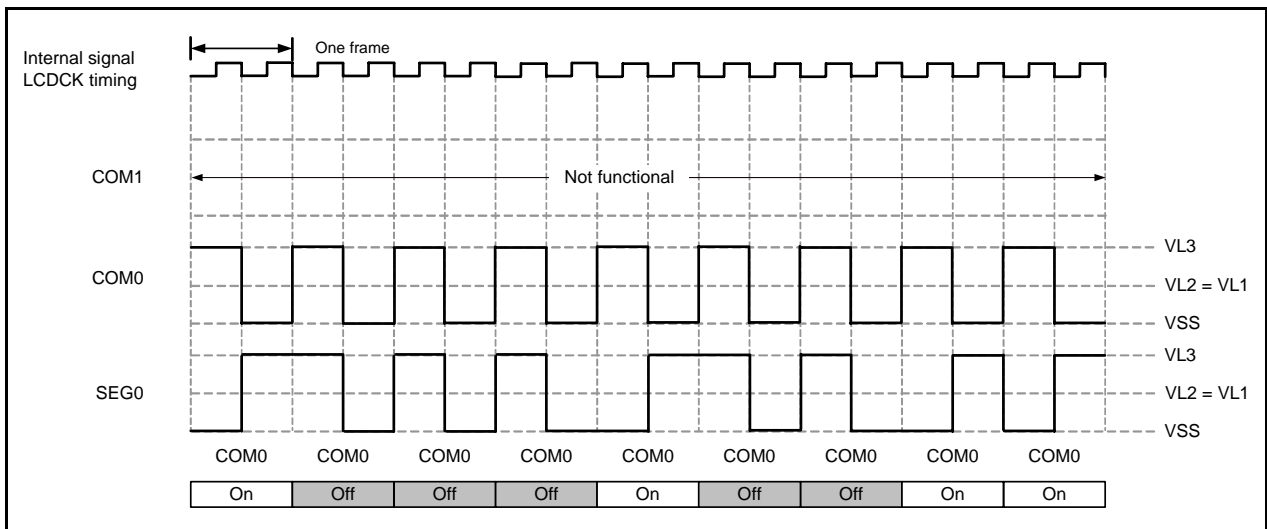 One frame
Internal signal
LCDCK timing
COM1
Not functional
VL3
COM0
VL2 = VL1
VSS
VL3
SEG0
VL2 = VL1
VSS
COM0 COM0 COM0 COM0 COM0 COM0 COM0 COM0 COM0
On Off Off Off On Off Off On On